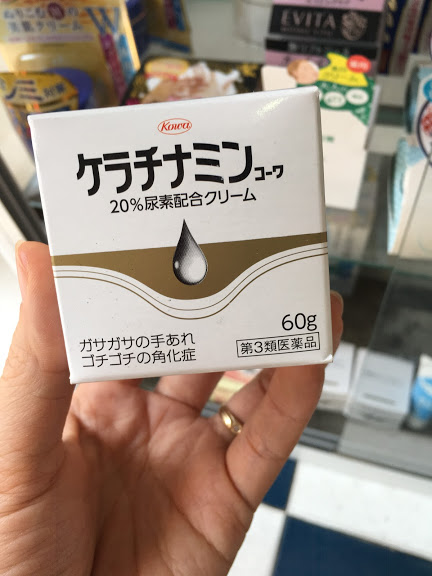 EVITA
Kowa
ケラチナミンコーワ
20%尿素配合クリーム
60g
ガサガサの手あれ
ゴチゴチの角化症
第3類医薬品